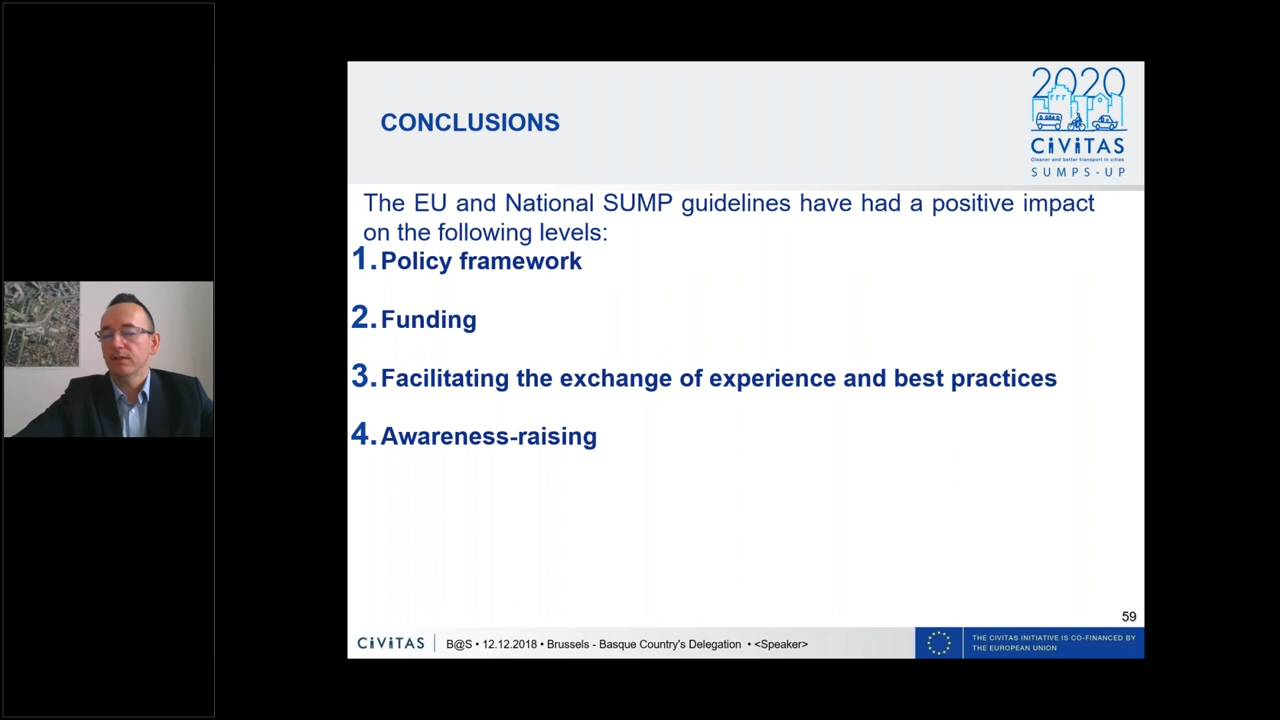 2020
CONCLUSIONS
CiViTAS
Cleaner and better transport in cities
SUMPS-UP
The EU and National SUMP guidelines have had a positive impact
on the following levels:
1. Policy framework
2. Funding
3. Facilitating the exchange of experience and best practices
4. Awareness-raising
59
CiViTAS B@S • 12.12.2018 • Brussels - Basque Country's Delegation • <Speaker>
THE CIVITAS INITIATIVE IS CO-FINANCED BY
THE EUROPEAN UNION